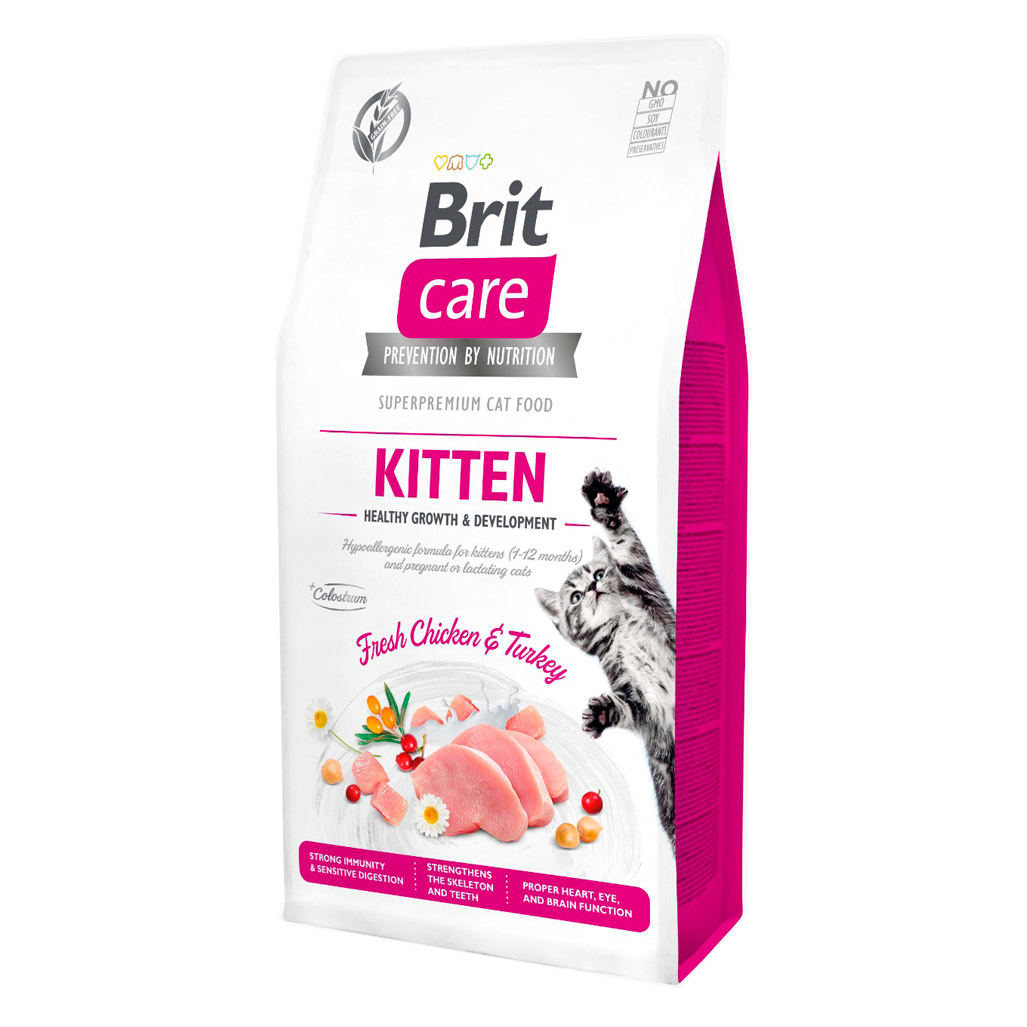 GRAIN-FREE
NO
GMO
SOY
COLOURANTS
PRESERVATIVES
Brit
care
PREVENTION BY NUTRITION
SUPERPREMIUM CAT FOOD
KITTEN
HEALTHY GROWTH & DEVELOPMENT
Hypoallergenic formula for kittens (1-12 months)
and pregnant or lactating cats
+Colostrum
Fresh Chicken & Turkey
STRONG IMMUNITY
& SENSITIVE DIGESTION
STRENGTHENS
THE SKELETON
AND TEETH
PROPER HEART, EYE,
AND BRAIN FUNCTION